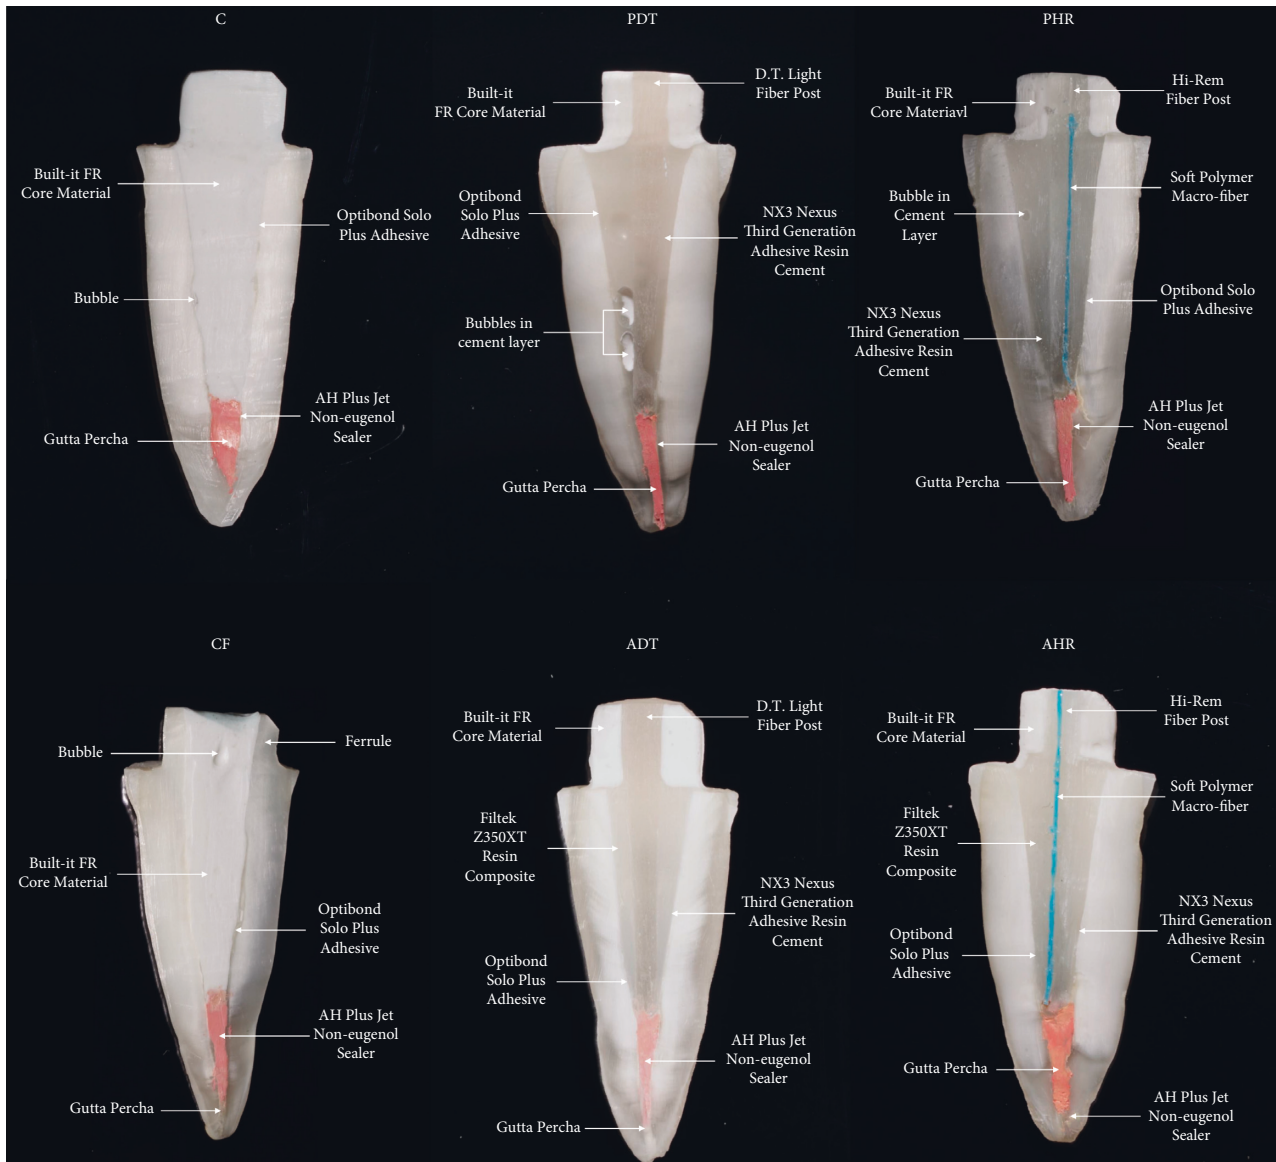 C
Built-it FR
Core Material
Optibond Solo
Plus Adhesive
Bubble
AH Plus Jet
Non-eugenol
Sealer
Gutta Percha
PDT
D.T. Light
Fiber Post
Built-it
FR Core Material
Optibond
Solo Plus
Adhesive
NX3 Nexus
Third Generation
Adhesive Resin
Cement
Bubbles in
cement layer
AH Plus Jet
Non-eugenol
Sealer
Gutta Percha
PHR
Hi-Rem
Fiber Post
Built-it FR
Core Materiavl
Soft Polymer
Macro-fiber
Bubble in
Cement
Layer
Optibond Solo
Plus Adhesive
NX3 Nexus
Third Generation
Adhesive Resin
Cement
AH Plus Jet
Non-eugenol
Sealer
Gutta Percha
CF
Bubble
Ferrule
Built-it FR
Core Material
Optibond
Solo Plus
Adhesive
AH Plus Jet
Non-eugenol
Sealer
Gutta Percha
ADT
D.T. Light
Fiber Post
Built-it FR
Core Material
Filtek
Z350XT
Resin
Composite
NX3 Nexus
Third Generation
Adhesive Resin
Cement
Optibond
Solo Plus
Adhesive
AH Plus Jet
Non-eugenol
Sealer
Gutta Percha
AHR
Hi-Rem
Fiber Post
Built-it FR
Core Material
Soft Polymer
Macro-fiber
Filtek
Z350XT
Resin
Composite
NX3 Nexus
Third Generation
Adhesive Resin
Cement
Optibond
Solo Plus
Adhesive
Gutta Percha
AH Plus Jet
Non-eugenol
Sealer